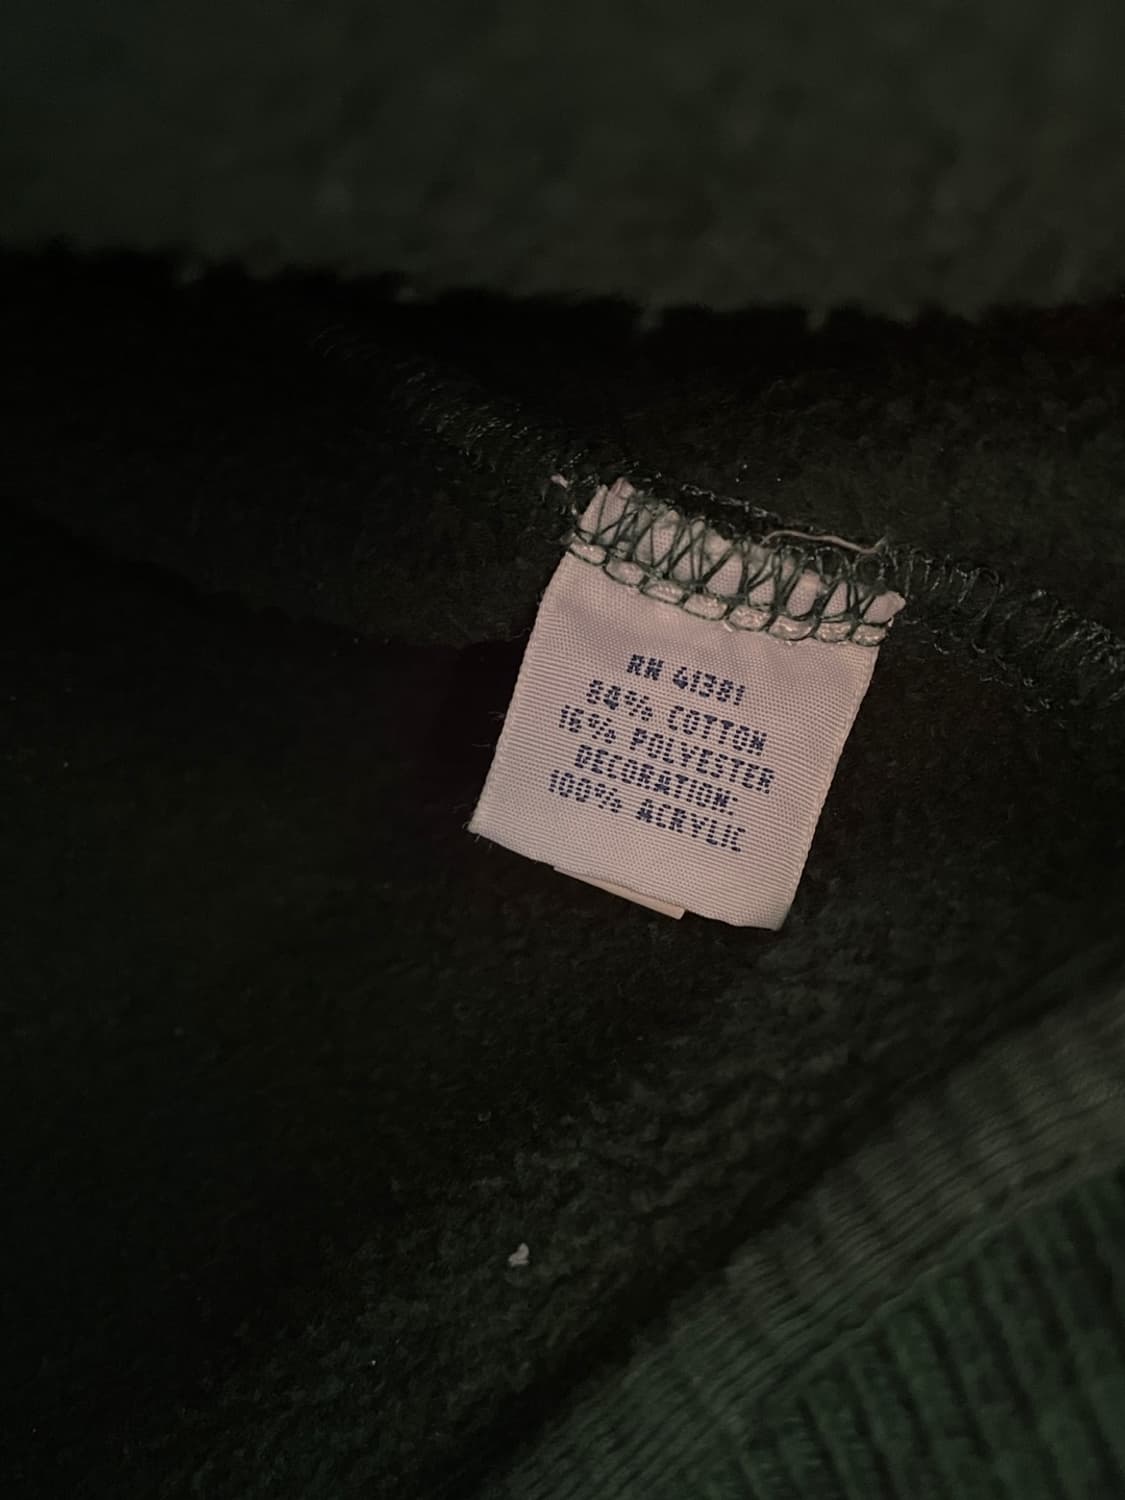 RN 41381
84% COTTON
16% POLYESTER
DECORATION:
100% ACRYLIC